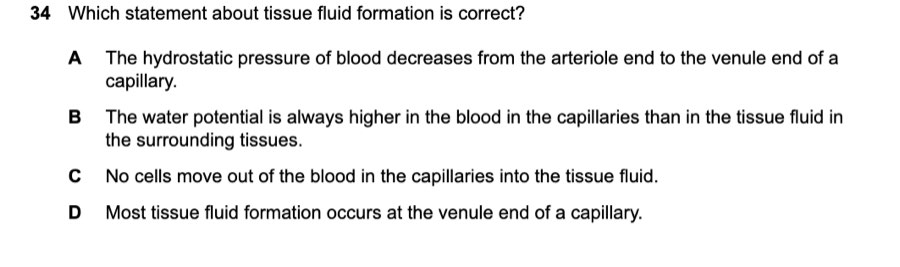 34 Which statement about tissue fluid formation is correct?
A The hydrostatic pressure of blood decreases from the arteriole end to the venule end of a
capillary.
B The water potential is always higher in the blood in the capillaries than in the tissue fluid in
the surrounding tissues.
C No cells move out of the blood in the capillaries into the tissue fluid.
D Most tissue fluid formation occurs at the venule end of a capillary.